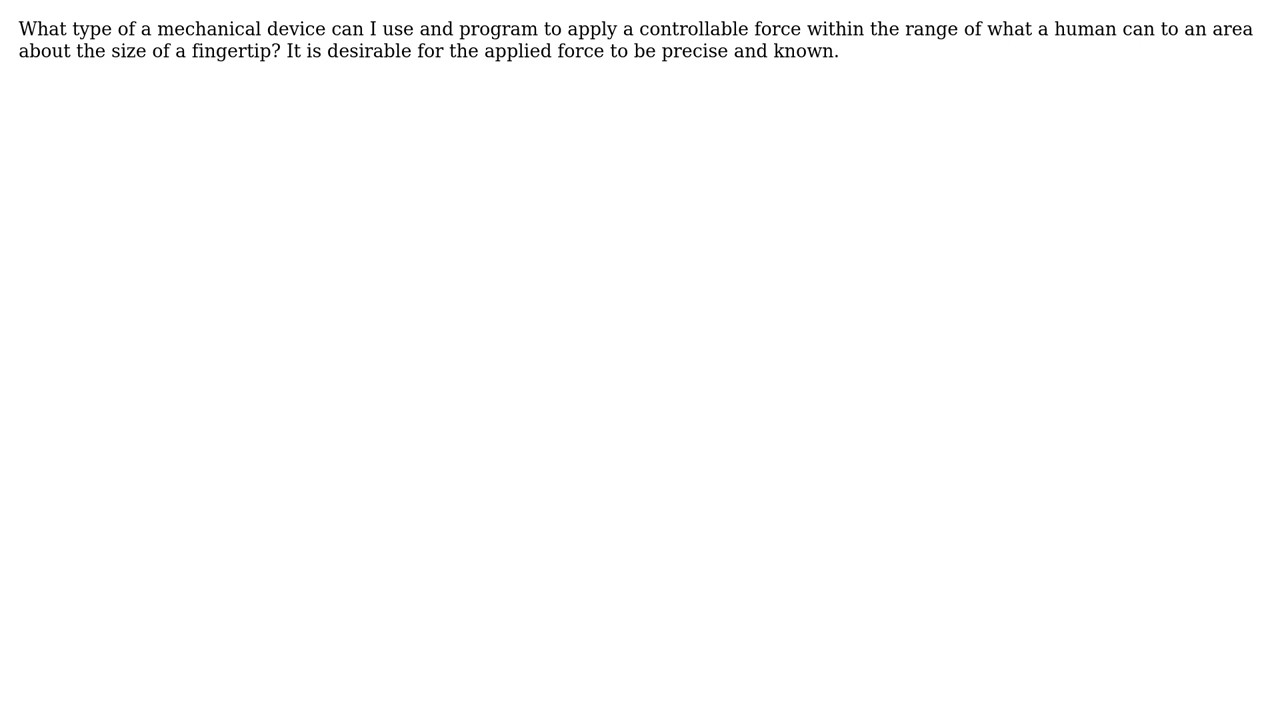 What type of a mechanical device can I use and program to apply a controllable force within the range of what a human can to an area
about the size of a fingertip? It is desirable for the applied force to be precise and known.